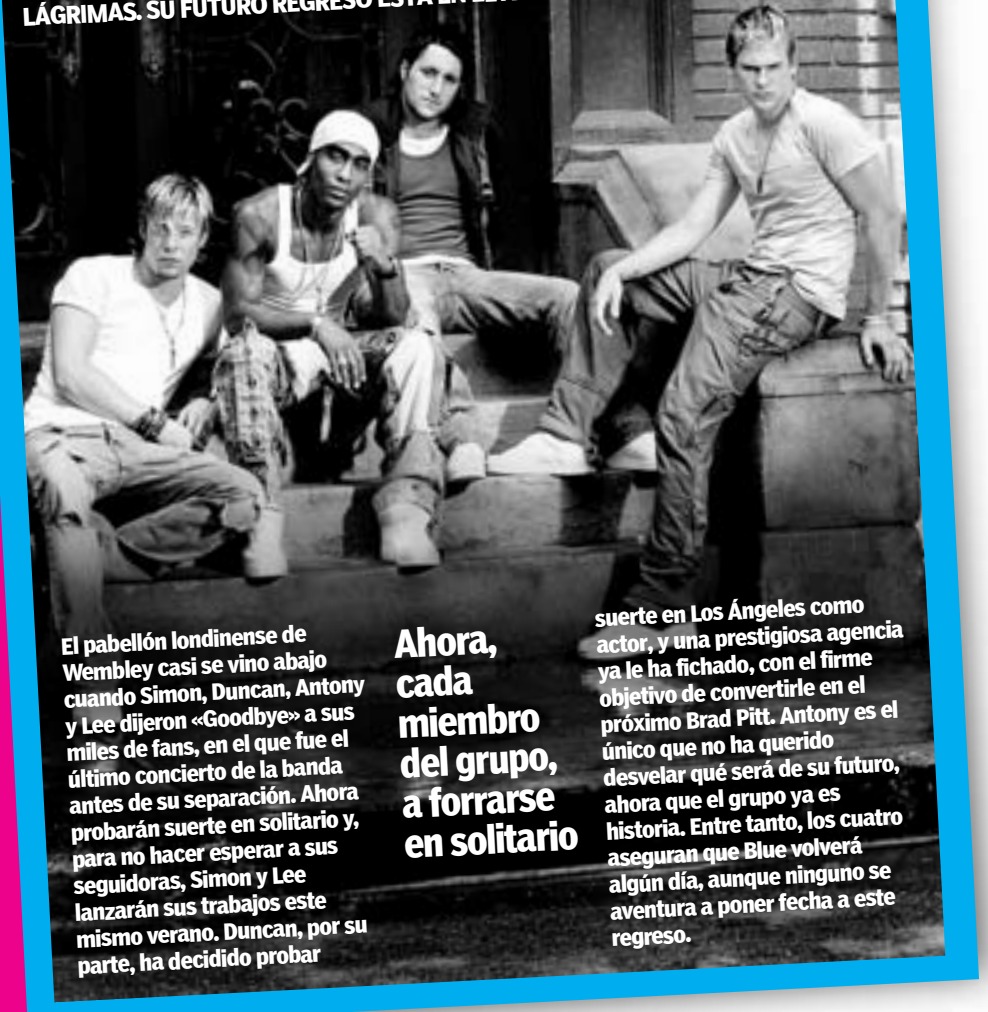 LÁGRIMAS. SU FUTURO REGRESO ESTÁ EN
El pabellón londinense de
Wembley casi se vino abajo
cuando Simon, Duncan, Antony
y Lee dijeron «Goodbye» a sus
miles de fans, en el que fue el
último concierto de la banda
antes de su separación. Ahora
probarán suerte en solitario y,
para no hacer esperar a sus
seguidoras, Simon y Lee
lanzarán sus trabajos este
mismo verano. Duncan, por su
parte, ha decidido probar
Ahora,
cada
miembro
del grupo,
a forrarse
en solitario
suerte en Los Ángeles como
actor, y una prestigiosa agencia
ya le ha fichado, con el firme
objetivo de convertirle en el
próximo Brad Pitt. Antony es el
único que no ha querido
desvelar qué será de su futuro,
ahora que el grupo ya es
historia. Entre tanto, los cuatro
aseguran que Blue volverá
algún día, aunque ninguno se
aventura a poner fecha a este
regreso.